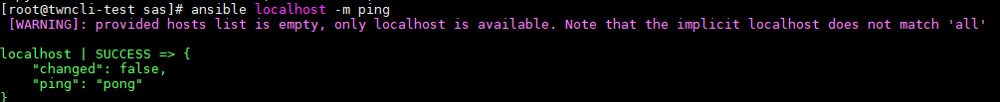 [root@twncli-test sas]# ansible localhost -m ping
[WARNING]: provided hosts list is empty, only localhost is available. Note that the implicit localhost does not match 'all'
localhost | SUCCESS => {
"changed": false,
"ping": "pong"
}